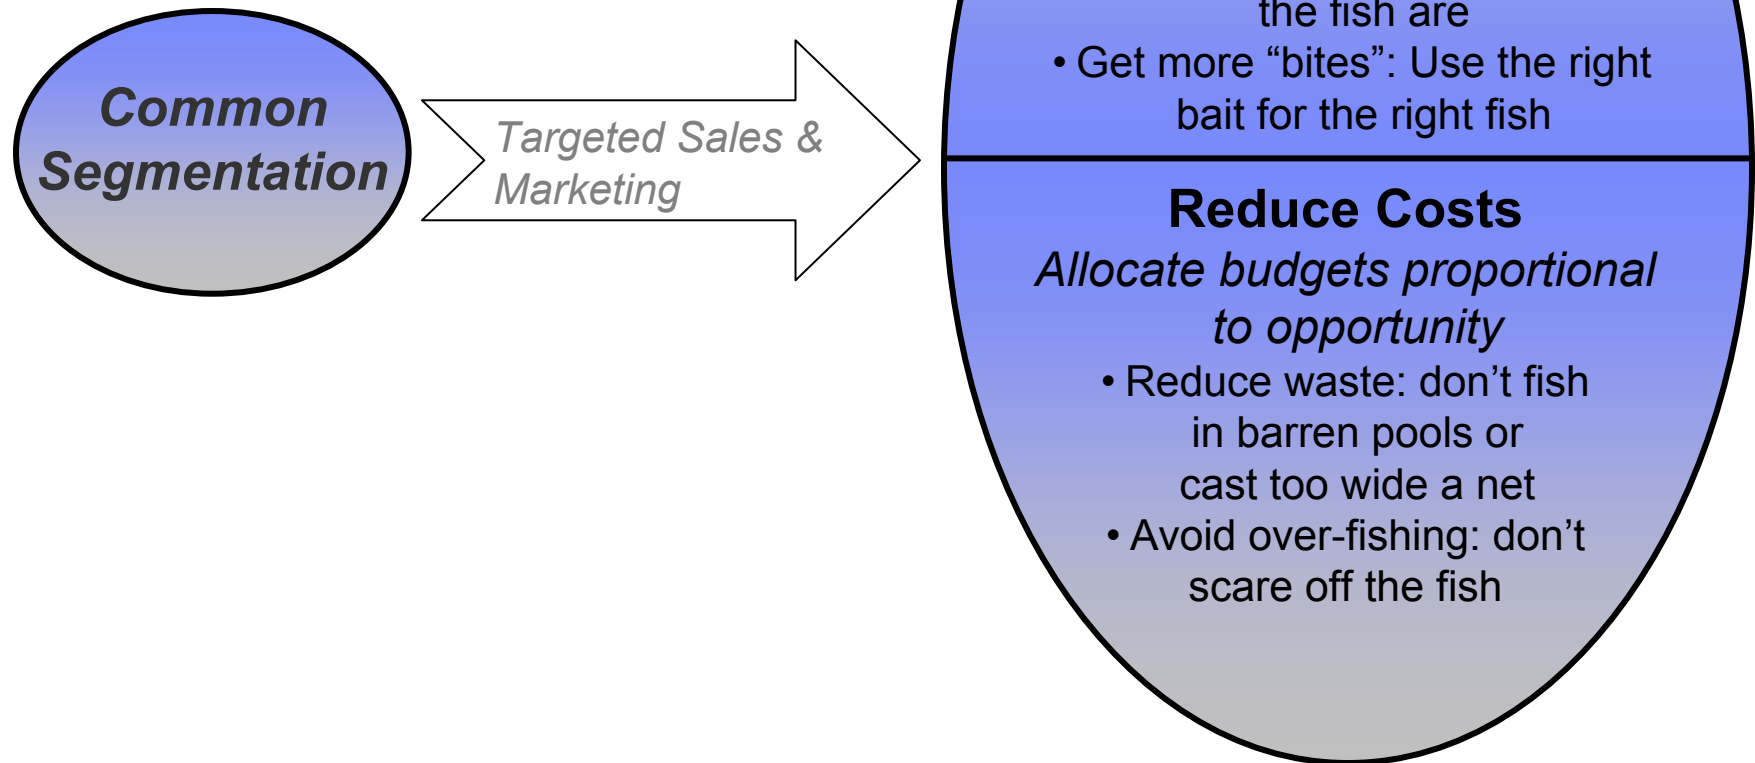 Common
Segmentation
Targeted Sales &
Marketing
the fish are
• Get more “bites”: Use the right
bait for the right fish
Reduce Costs
Allocate budgets proportional
to opportunity
• Reduce waste: don’t fish
in barren pools or
cast too wide a net
• Avoid over-fishing: don’t
scare off the fish